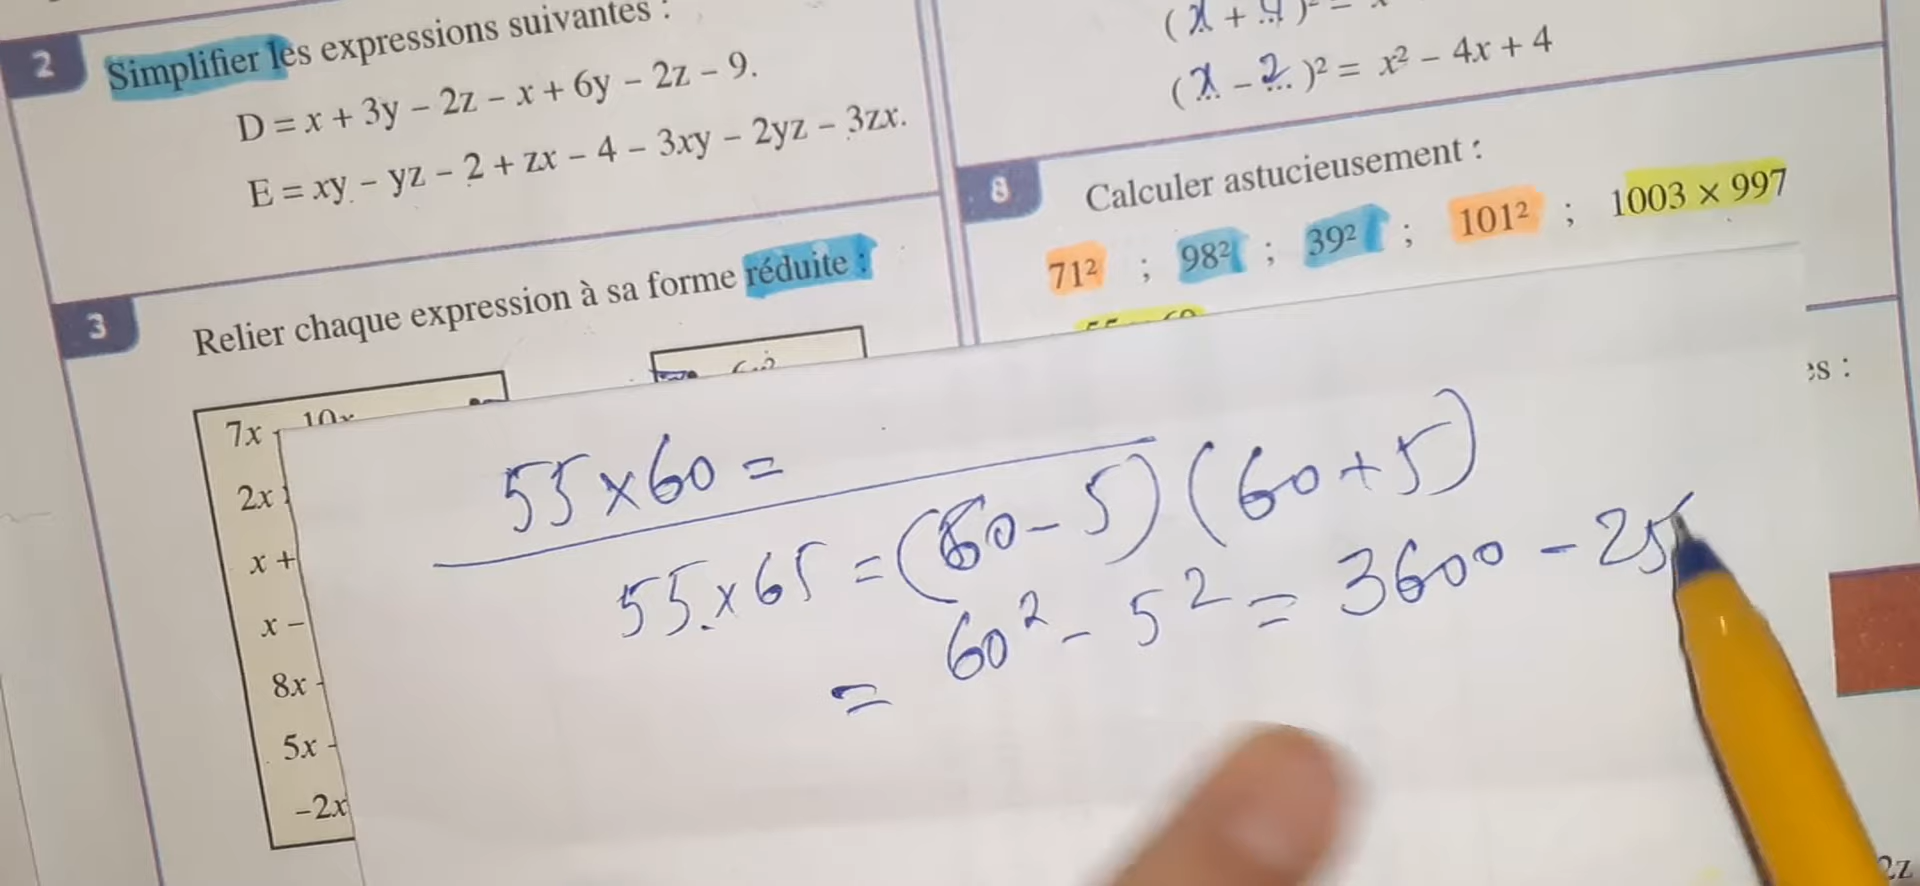 2 Simplifier les expressions suivantes :
D = x + 3y − 2z − x + 6y − 2z − 9.
E = xy − yz − 2 + zx − 4 − 3xy − 2yz − 3zx.
3 Relier chaque expression à sa forme réduite :
7x 10x
2x
x +
x −
8x
5x
−2x
(x +
(x − 2)² = x² − 4x + 4
8 Calculer astucieusement :
71² ; 98² ; 39² ; 101² ; 1003 × 997
:
55×60 =
55×65 = (60−5)(60+5)
= 60² − 5² = 3600 − 25
2z